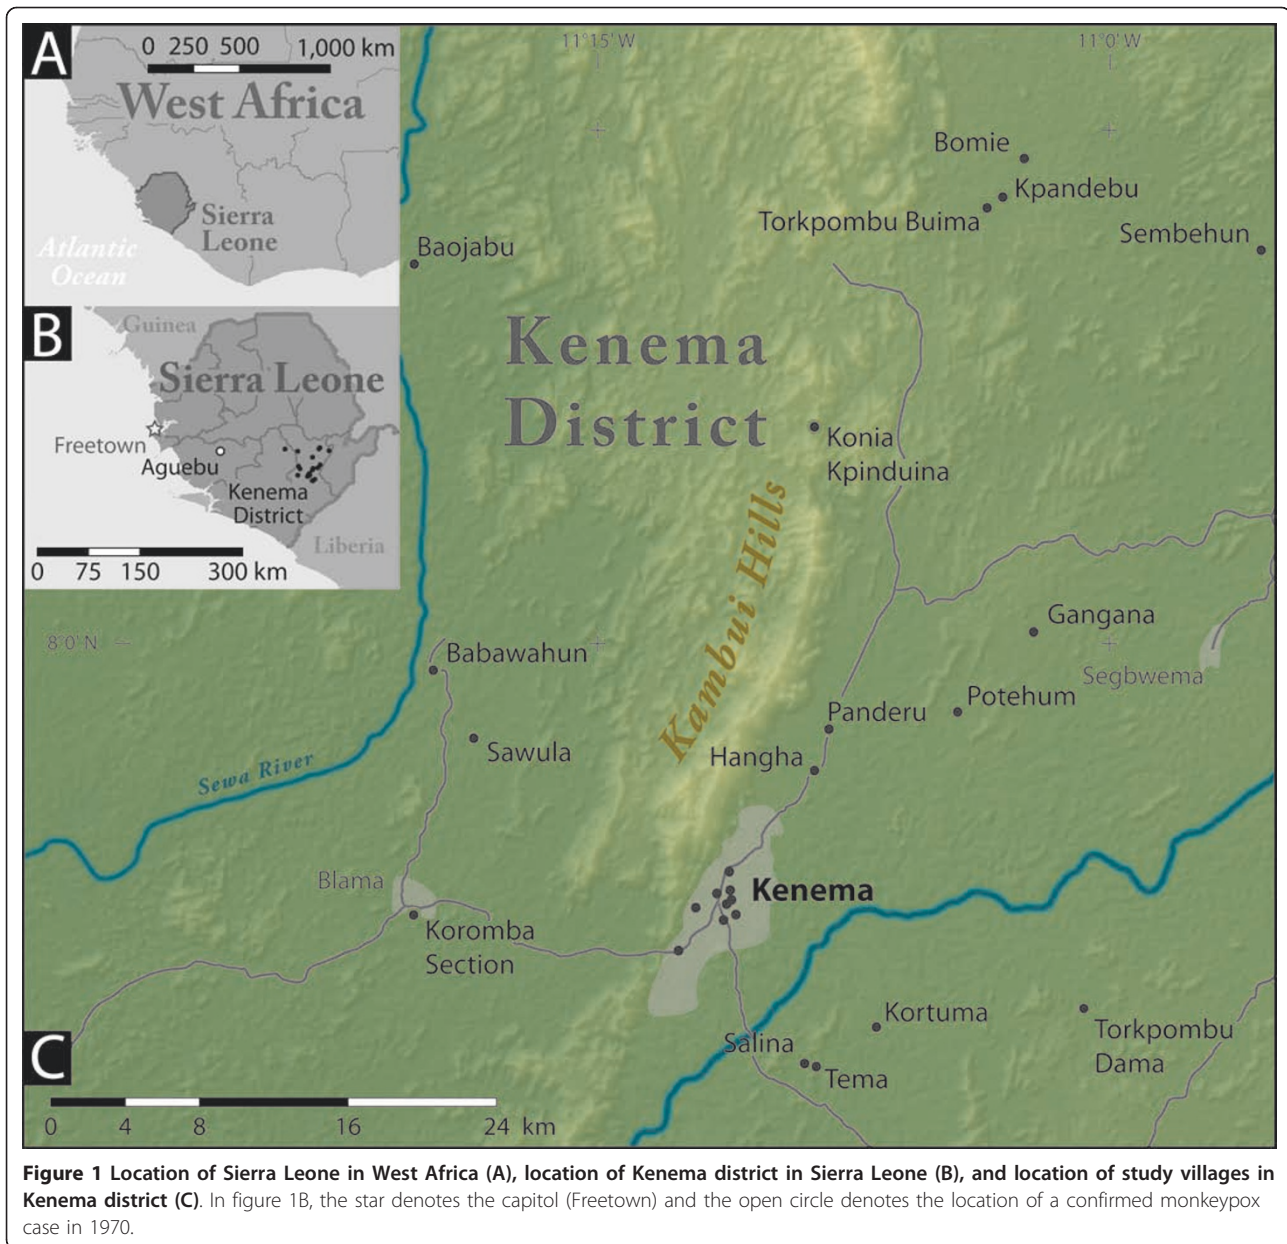 A
0 250 500 1,000 km
West Africa
Sierra
Leone
Atlantic
Ocean
B
Guinea
Sierra Leone
Freetown
Aguebu
Kenema
District
Liberia
0 75 150 300 km
11°15' W
11°0' W
Bomie
Kpandebu
Torkpombu Buima
Sembehun
Baojabu
Kenema
District
Konia
Kpinduina
Kambui Hills
8°0' N
Babawahun
Gangana
Segbwema
Potehum
Panderu
Sawula
Hangha
Sewa River
Blama
Kenema
Koromba
Section
Kortuma
Torkpombu
Dama
Salina
Tema
C
0 4 8 16 24 km
Figure 1 Location of Sierra Leone in West Africa (A), location of Kenema district in Sierra Leone (B), and location of study villages in
Kenema district (C). In figure 1B, the star denotes the capitol (Freetown) and the open circle denotes the location of a confirmed monkeypox
case in 1970.